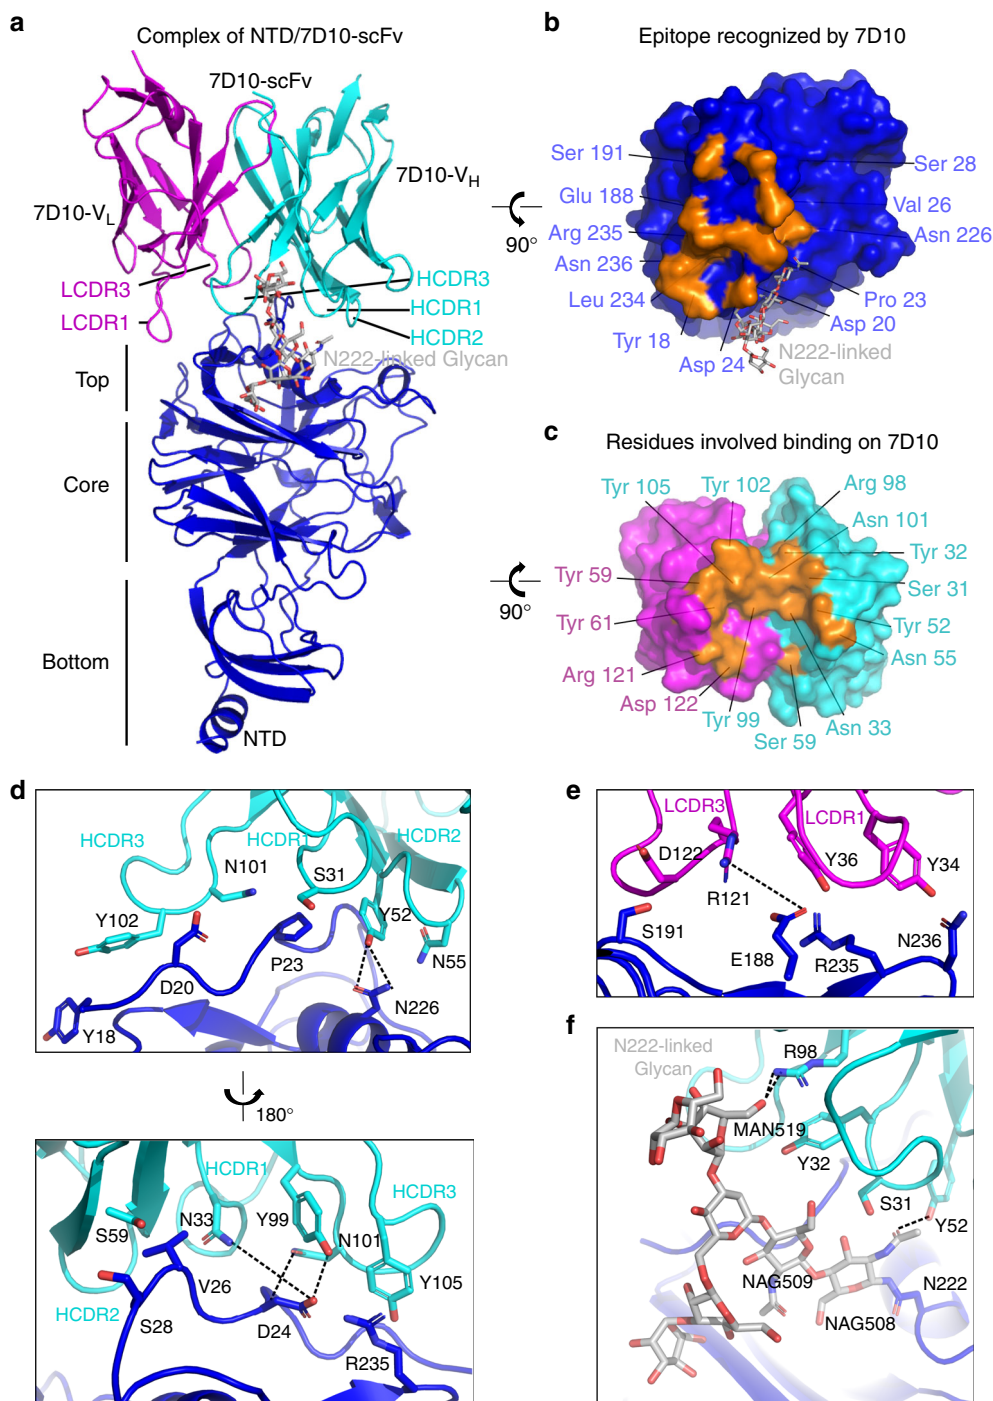 a
Complex of NTD/7D10-scFv
7D10-scFv
7D10-VH
7D10-VL
LCDR3
LCDR1
HCDR3
HCDR1
HCDR2
N222-linked Glycan
Top
Core
Bottom
NTD
90°
b
Epitope recognized by 7D10
Ser 191
Glu 188
Arg 235
Asn 236
Leu 234
Tyr 18
Asp 24
Ser 28
Val 26
Asn 226
Pro 23
Asp 20
N222-linked
Glycan
90°
c
Residues involved binding on 7D10
Tyr 105
Tyr 102
Arg 98
Asn 101
Tyr 32
Ser 31
Tyr 52
Asn 55
Asn 33
Ser 59
Tyr 99
Asp 122
Arg 121
Tyr 61
Tyr 59
d
HCDR3
HCDR1
HCDR2
N101
S31
Y102
Y52
N55
P23
D20
N226
Y18
180°
HCDR1
HCDR3
N33
Y99
S59
N101
V26
Y105
HCDR2
S28
D24
R235
e
LCDR3
LCDR1
D122
Y36
Y34
R121
S191
E188
R235
N236
f
N222-linked
Glycan
R98
MAN519
Y32
S31
Y52
NAG509
N222
NAG508